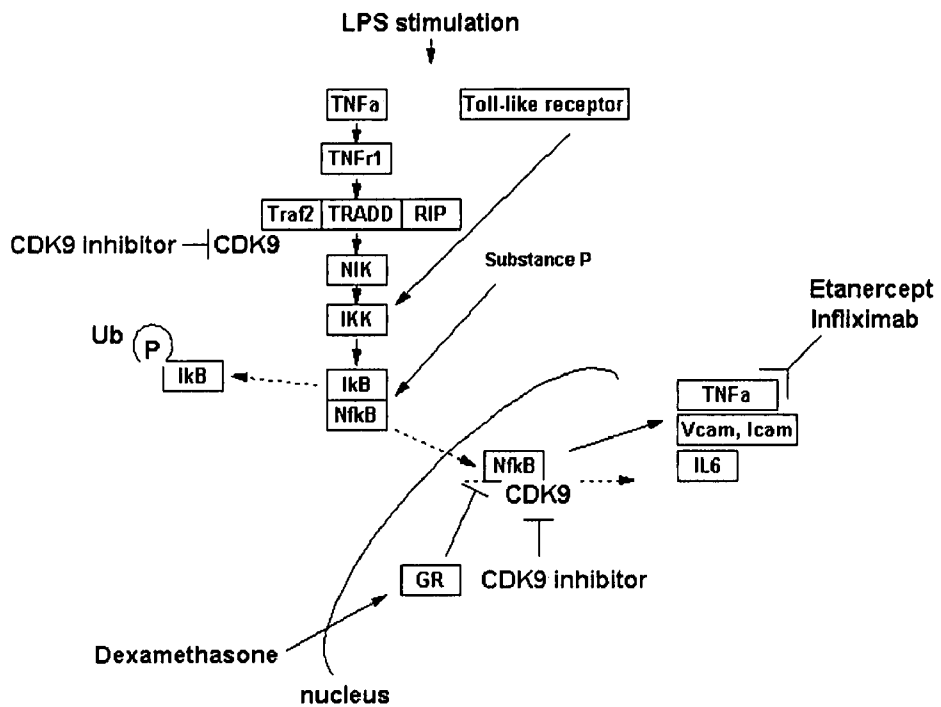 LPS stimulation
TNFa
Toll-like receptor
TNFr1
Traf2 TRADD RIP
CDK9 inhibitor CDK9
NIK
Substance P
IKK
Etanercept
Infliximab
Ub
P
IkB
IkB
NfkB
TNFa
Vcam, Icam
IL6
NfkB
CDK9
GR
CDK9 inhibitor
Dexamethasone
nucleus